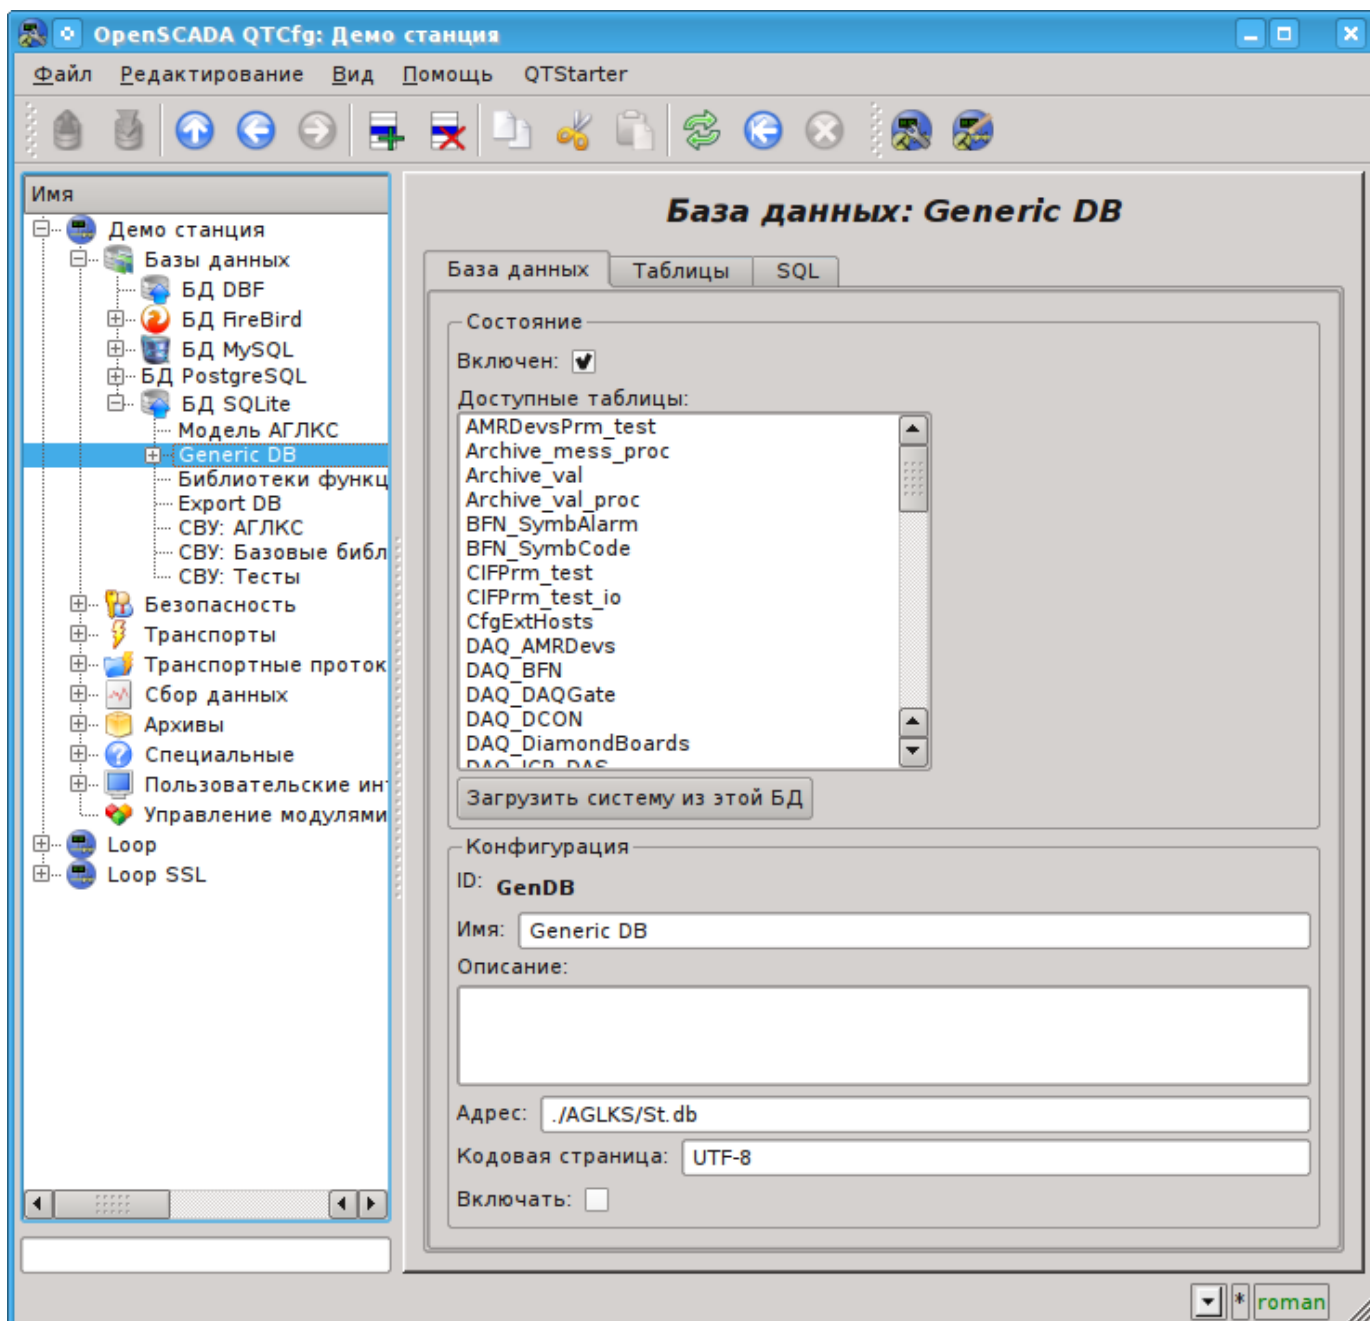 OpenSCADA QTCfg: Демо станция
Файл Редактирование Вид Помощь QTStarter
Имя
Демо станция
Базы данных
БД DBF
БД FireBird
БД MySQL
БД PostgreSQL
БД SQLite
Модель АГЛКС
Generic DB
Библиотеки функц
Export DB
СВУ: АГЛКС
СВУ: Базовые библ
СВУ: Тесты
Безопасность
Транспорты
Транспортные проток
Сбор данных
Архивы
Специальные
Пользовательские ин
Управление модулями
Loop
Loop SSL
База данных: Generic DB
База данных Таблицы SQL
Состояние
Включен:
Доступные таблицы:
AMRDevsPrm_test
Archive_mess_proc
Archive_val
Archive_val_proc
BFN_SymbAlarm
BFN_SymbCode
CIFPrm_test
CIFPrm_test_io
CfgExtHosts
DAQ_AMRDevs
DAQ_BFN
DAQ_DAQGate
DAQ_DCON
DAQ_DiamondBoards
Загрузить систему из этой БД
Конфигурация
ID: GenDB
Имя: Generic DB
Описание:
Адрес: ./AGLKS/St.db
Кодовая страница: UTF-8
Включать:
* roman